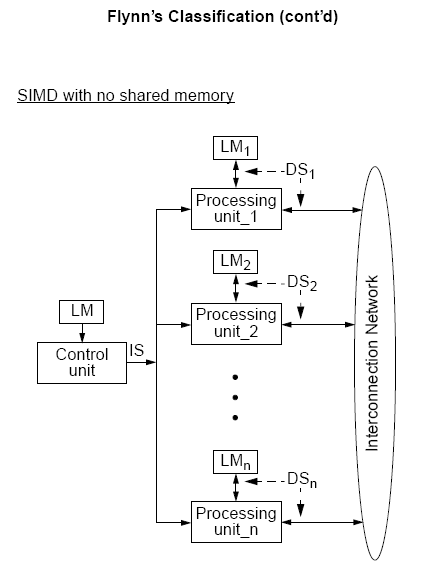 Flynn's Classification (cont'd)
SIMD with no shared memory
LM1
DS1
Processing
unit_1
LM2
DS2
Processing
unit_2
LM
Control
unit
IS
LMn
DSn
Processing
unit_n
Interconnection Network